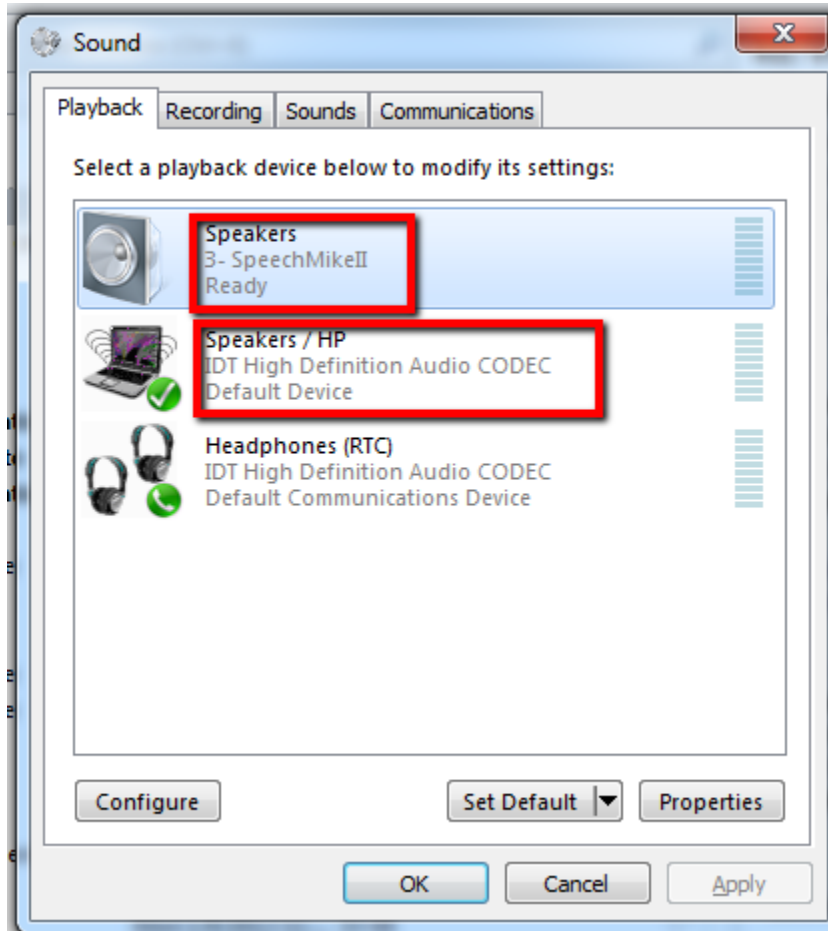 Sound
Playback Recording Sounds Communications
Select a playback device below to modify its settings:
Speakers
3- SpeechMikeII
Ready
Speakers / HP
IDT High Definition Audio CODEC
Default Device
Headphones (RTC)
IDT High Definition Audio CODEC
Default Communications Device
Configure Set Default Properties
OK Cancel Apply